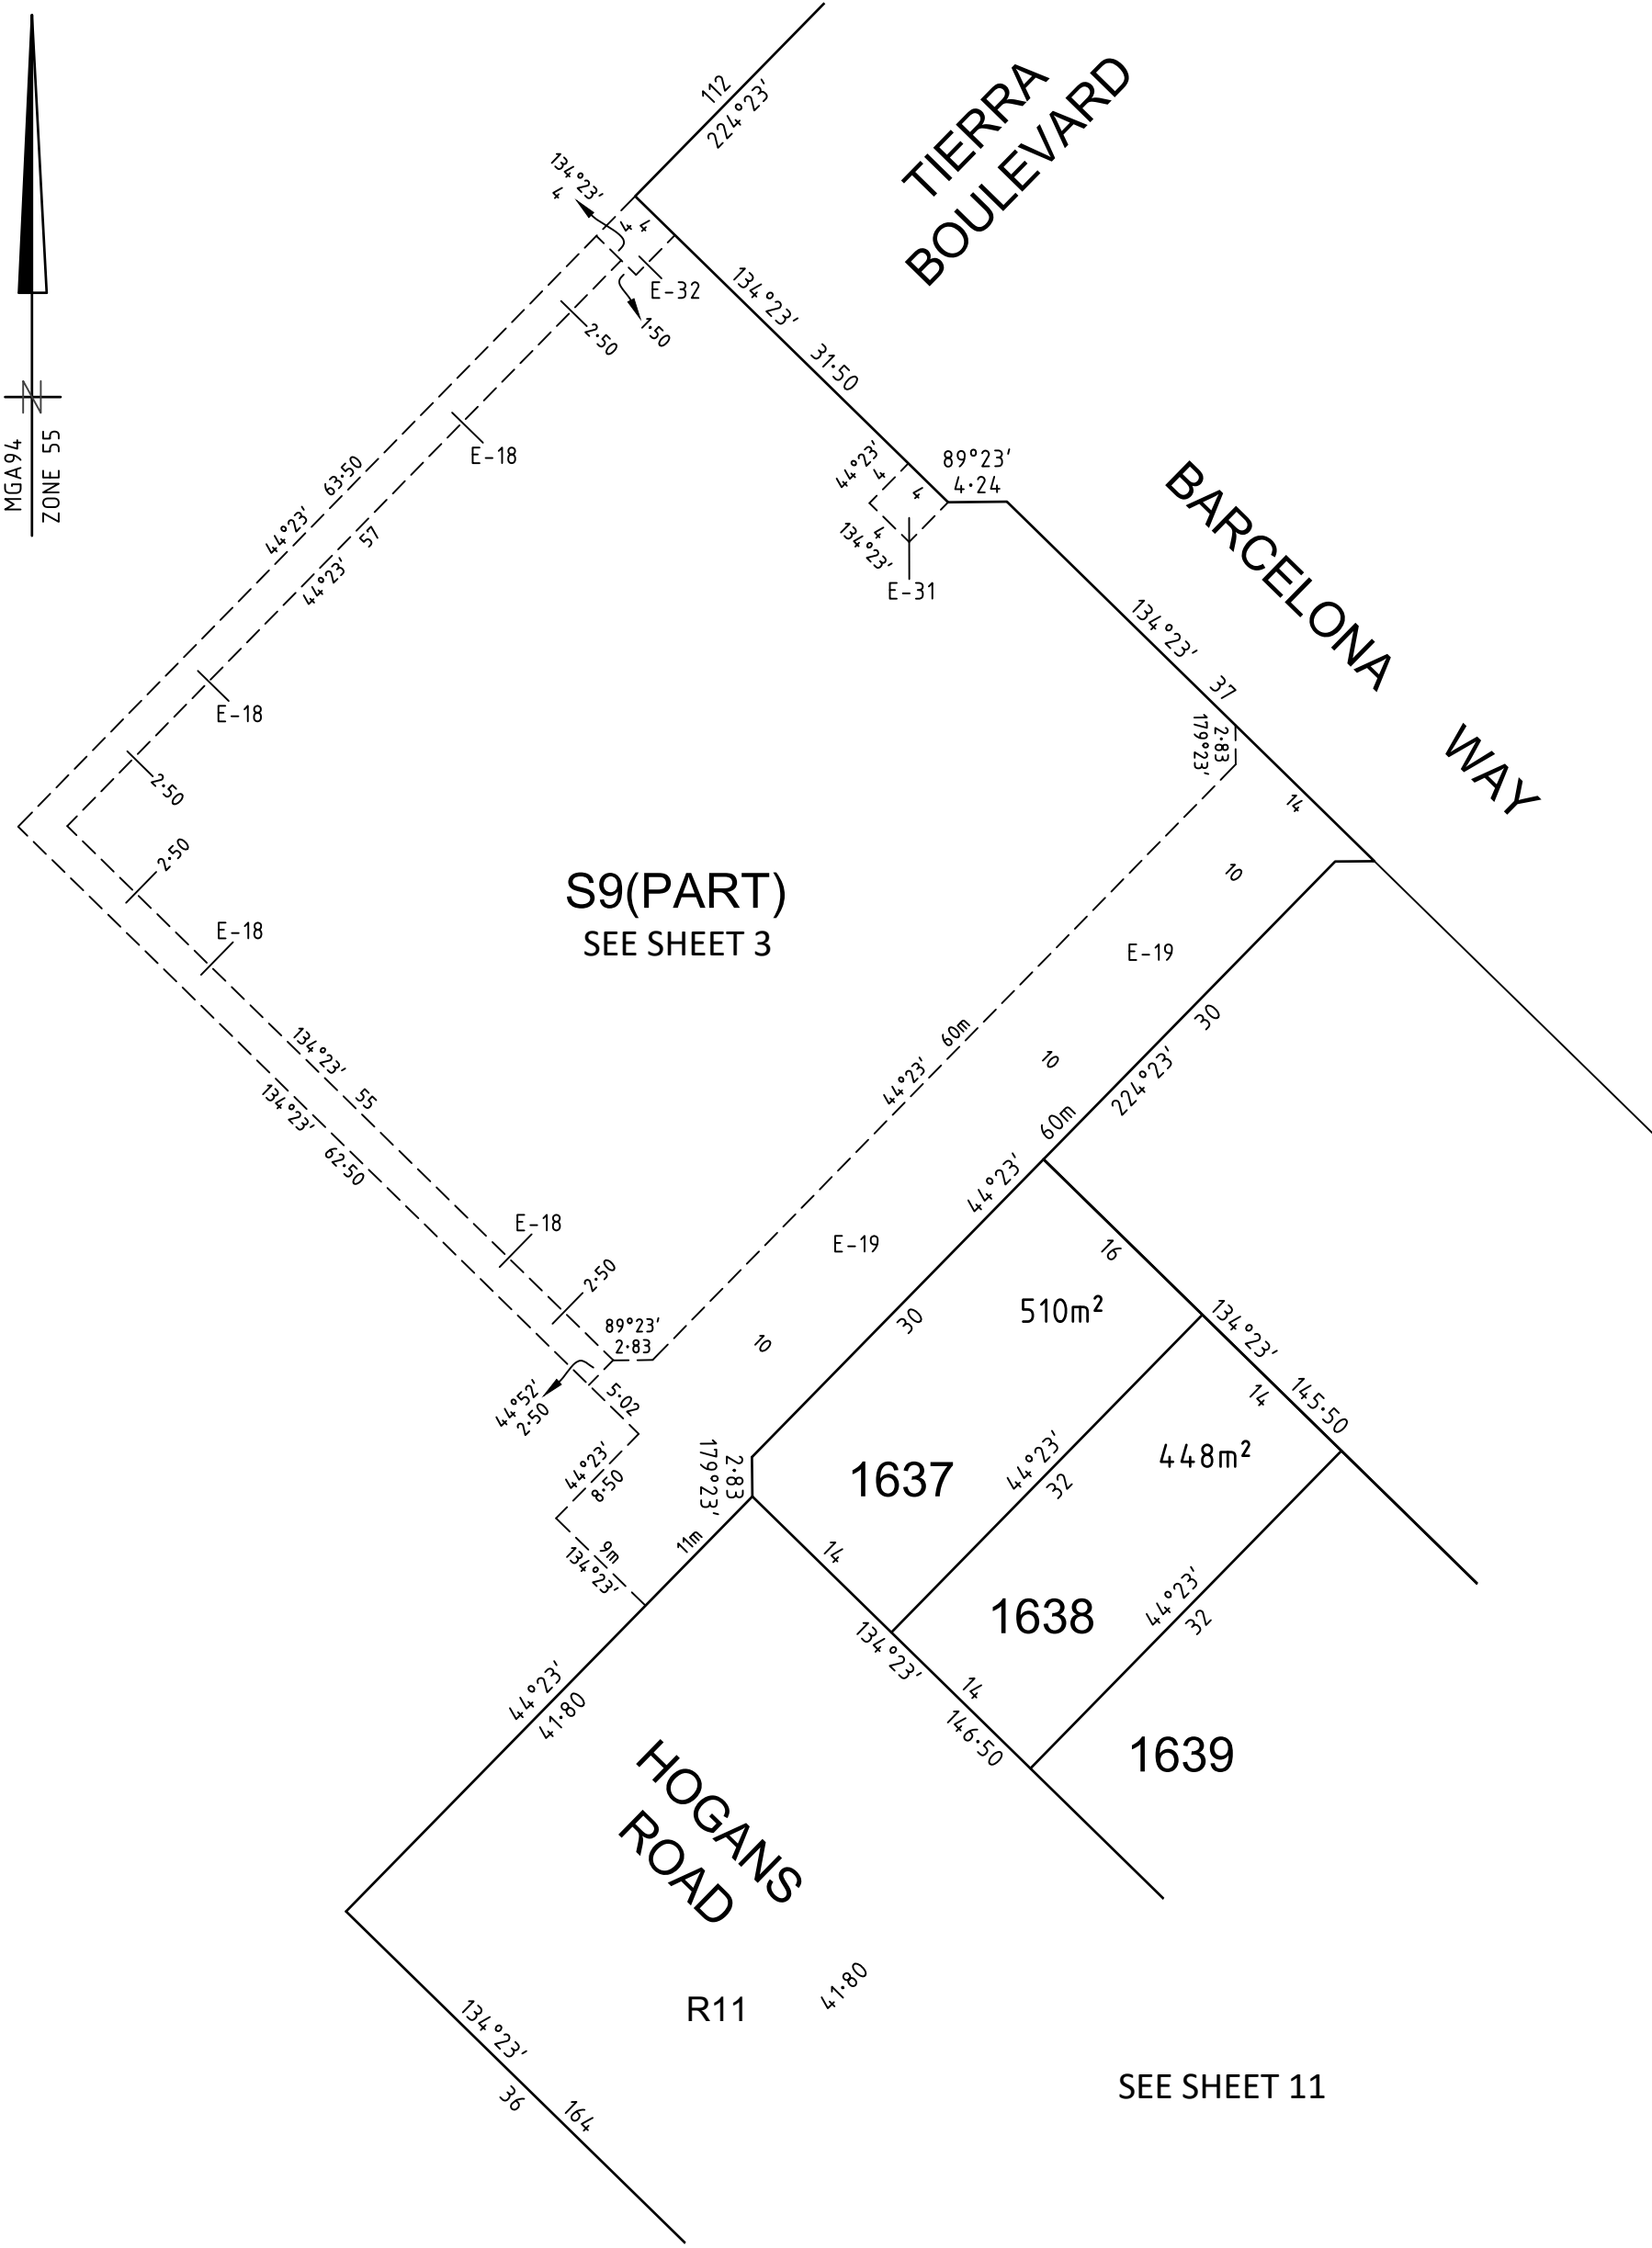 112
224°23'
TIERRA
BOULEVARD
134°23'
4
4
4
E-32
1·50
2·50
134°23'
31·50
E-18
MGA94
ZONE 55
63·50
44°23'
57
44°23'
44°23'
4
4
4
134°23'
E-31
89°23'
4·24
BARCELONA
WAY
134°23'
37
2·83
179°23'
14
E-18
2·50
2·50
E-18
S9(PART)
SEE SHEET 3
10
E-19
30
224°23'
60m
44°23'
10
60m
44°23'
134°23'
55
134°23'
62·50
E-18
2·50
E-19
16
510m²
30
10
89°23'
2·83
134°23'
145·50
14
5·02
44°52'
2·50
44°23'
8·50
2·83
179°23'
1637
44°23'
32
448m²
11m
9m
134°23'
14
1638
44°23'
32
134°23'
14
146·50
44°23'
41·80
1639
HOGANS
ROAD
R11
41·80
134°23'
36
164
SEE SHEET 11